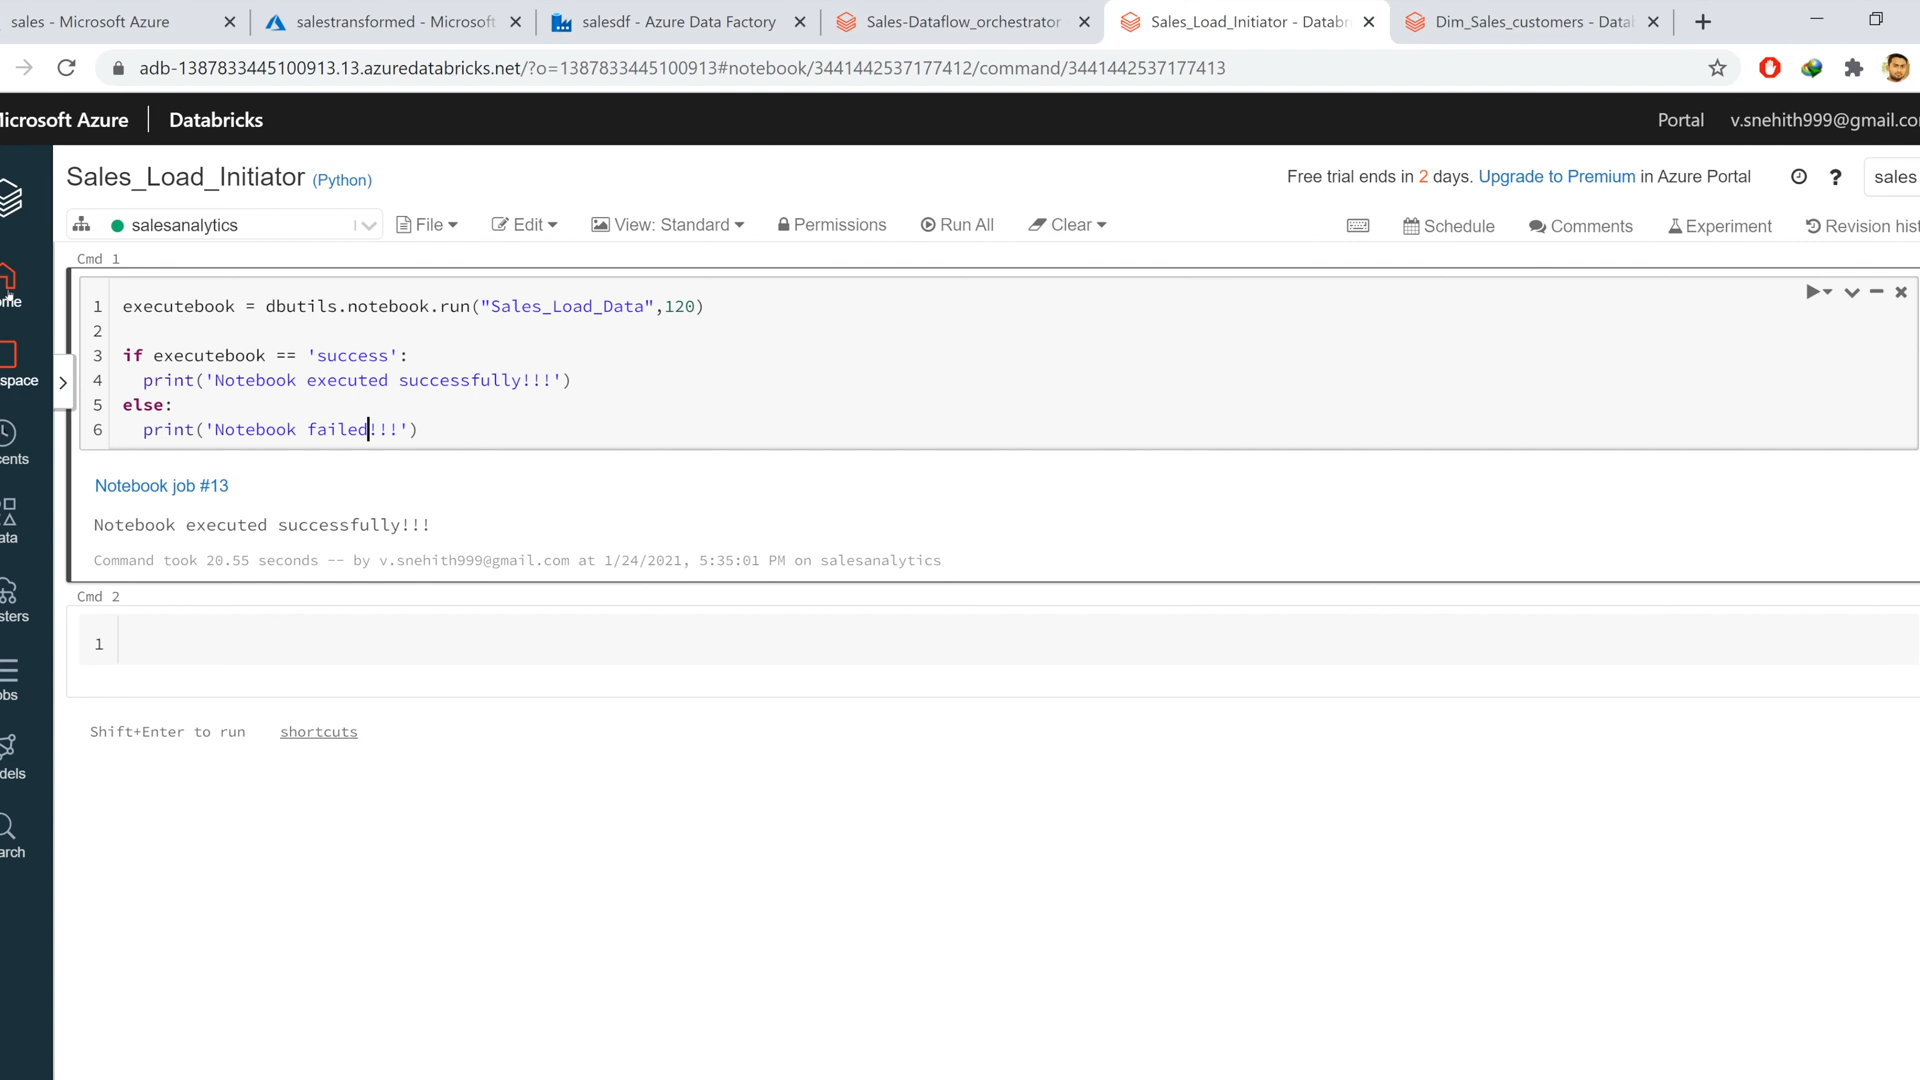 sales - Microsoft Azure
salestransformed - Microsoft
salesdf - Azure Data Factory
Sales-Dataflow_orchestrator
Sales_Load_Initiator - Databr
Dim_Sales_customers - Data
adb-1387833445100913.13.azuredatabricks.net/?o=1387833445100913#notebook/3441442537177412/command/3441442537177413
icrosoft Azure
Databricks
Portal
v.snehith999@gmail.co
Sales_Load_Initiator (Python)
Free trial ends in 2 days. Upgrade to Premium in Azure Portal
?
sales
salesanalytics
File
Edit
View: Standard
Permissions
Run All
Clear
Schedule
Comments
Experiment
Revision hist
ome
space
cents
ata
sters
obs
dels
arch
Cmd 1
1 executebook = dbutils.notebook.run("Sales_Load_Data",120)
2
3 if executebook == 'success':
4 print('Notebook executed successfully!!!')
5 else:
6 print('Notebook failed!!!')
Notebook job #13
Notebook executed successfully!!!
Command took 20.55 seconds -- by v.snehith999@gmail.com at 1/24/2021, 5:35:01 PM on salesanalytics
Cmd 2
1
Shift+Enter to run shortcuts